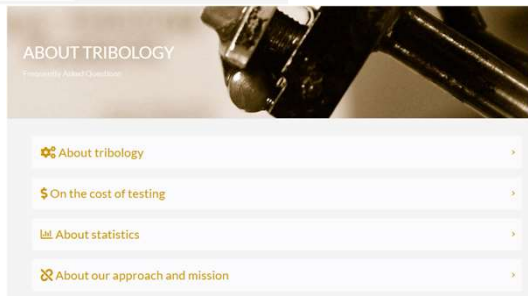 ABOUT TRIBOLOGY
Frequently Asked Questions
About tribology
On the cost of testing
About statistics
About our approach and mission